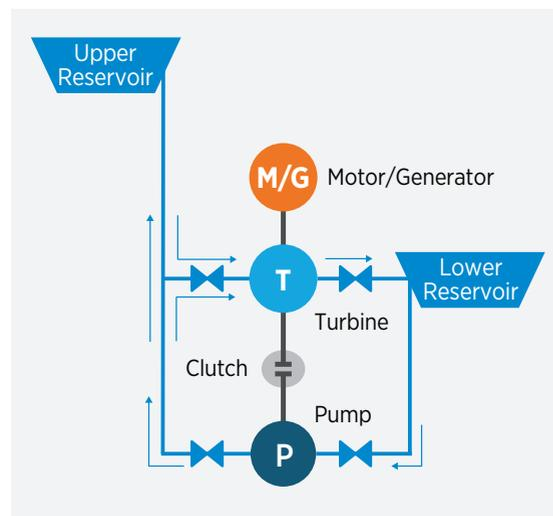 Upper
Reservoir
M/G
Motor/Generator
T
Lower
Reservoir
Turbine
Clutch
Pump
P